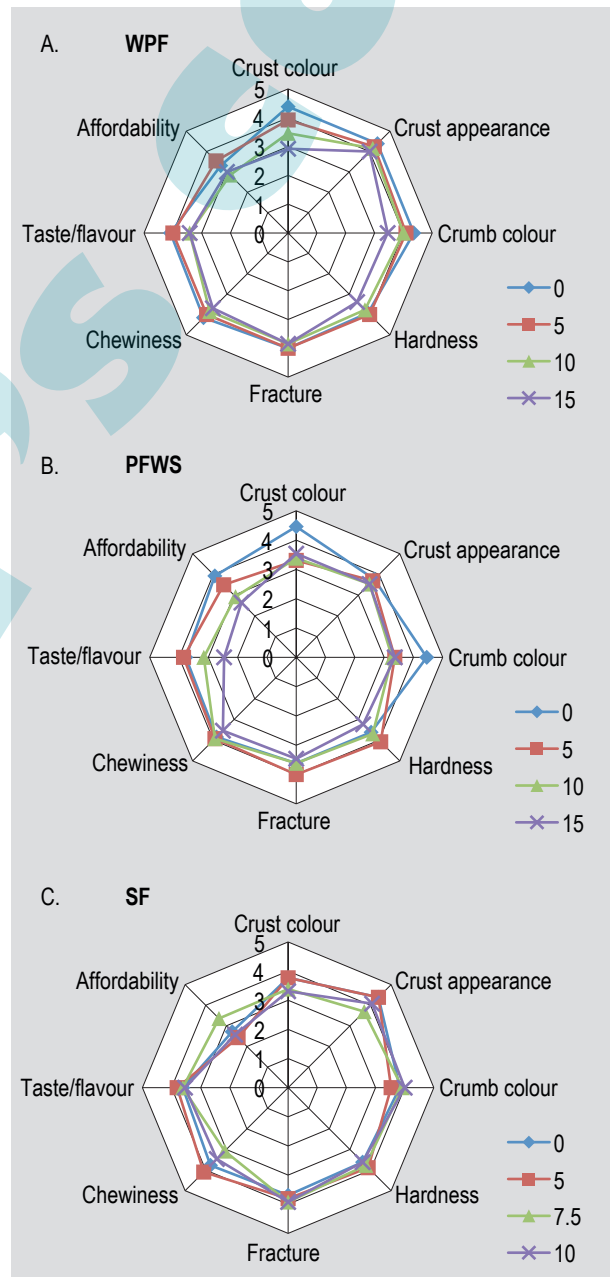 A. WPF
Crust colour
5
Affordability
4
Crust appearance
3
2
1
Taste/flavour
0
Crumb colour
0
5
Chewiness
Hardness
10
Fracture
15
B. PFWS
Crust colour
5
Affordability
4
Crust appearance
3
2
1
Taste/flavour
0
Crumb colour
0
5
Chewiness
Hardness
10
Fracture
15
C. SF
Crust colour
5
Affordability
4
Crust appearance
3
2
1
Taste/flavour
0
Crumb colour
0
5
Chewiness
Hardness
7.5
Fracture
10